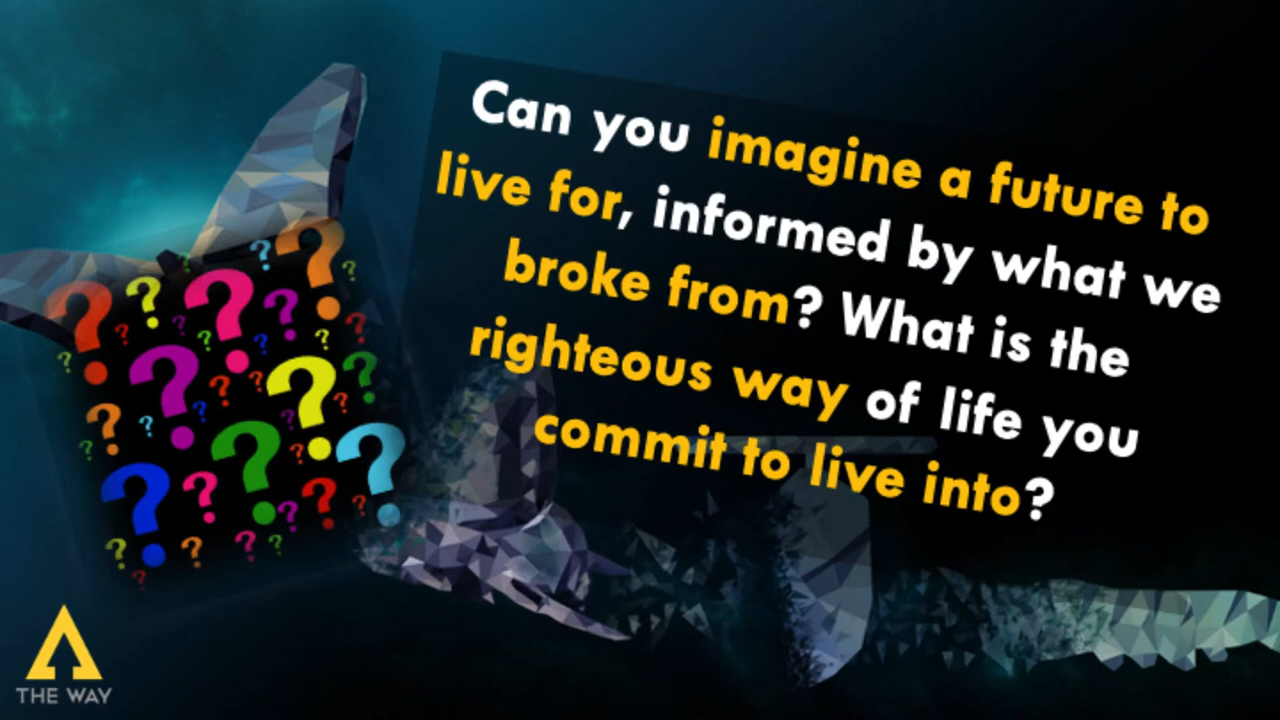 Can you imagine a future to
live for, informed by what we
broke from? What is the
righteous way of life you
commit to live into?
THE WAY